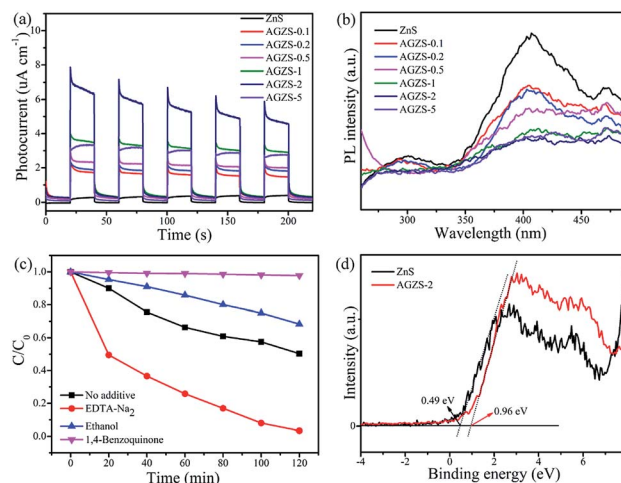 (a)
ZnS
AGZS-0.1
AGZS-0.2
AGZS-0.5
AGZS-1
AGZS-2
AGZS-5
Photocurrent (uA cm⁻¹)
10
8
6
4
2
0
0 50 100 150 200
Time (s)
(b)
ZnS
AGZS-0.1
AGZS-0.2
AGZS-0.5
AGZS-1
AGZS-2
AGZS-5
PL intensity (a.u.)
300 350 400 450
Wavelength (nm)
(c)
C/C₀
1.0
0.8
0.6
0.4
0.2
0.0
No additive
EDTA-Na₂
Ethanol
1,4-Benzoquinone
0 20 40 60 80 100 120
Time (min)
(d)
ZnS
AGZS-2
Intensity (a.u.)
0.49 eV
0.96 eV
-4 -2 0 2 4 6
Binding energy (eV)